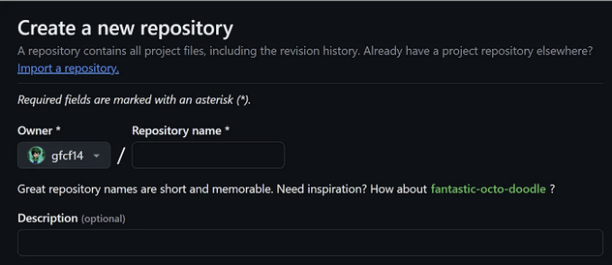 Create a new repository
A repository contains all project files, including the revision history. Already have a project repository elsewhere?
Import a repository.
Required fields are marked with an asterisk (*).
Owner * Repository name *
gfcf14 /
Great repository names are short and memorable. Need inspiration? How about fantastic-octo-doodle ?
Description (optional)